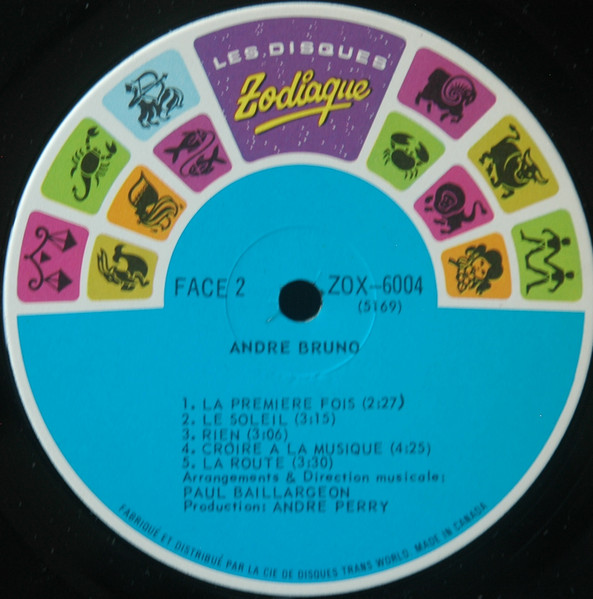 LES DISQUES
Zodiaque
FACE 2
ZOX-6004
(5169)
ANDRE BRUNO
1. LA PREMIERE FOIS (2:27)
2. LE SOLEIL (3:15)
3. RIEN (3:06)
4. CROIRE A LA MUSIQUE (4:25)
5. LA ROUTE (3:30)
Arrangements & Direction musicale:
PAUL BAILLARGEON
Production: ANDRE PERRY
FABRIQUÉ ET DISTRIBUÉ PAR LA CIE DE DISQUES TRANS WORLD. MADE IN CANADA